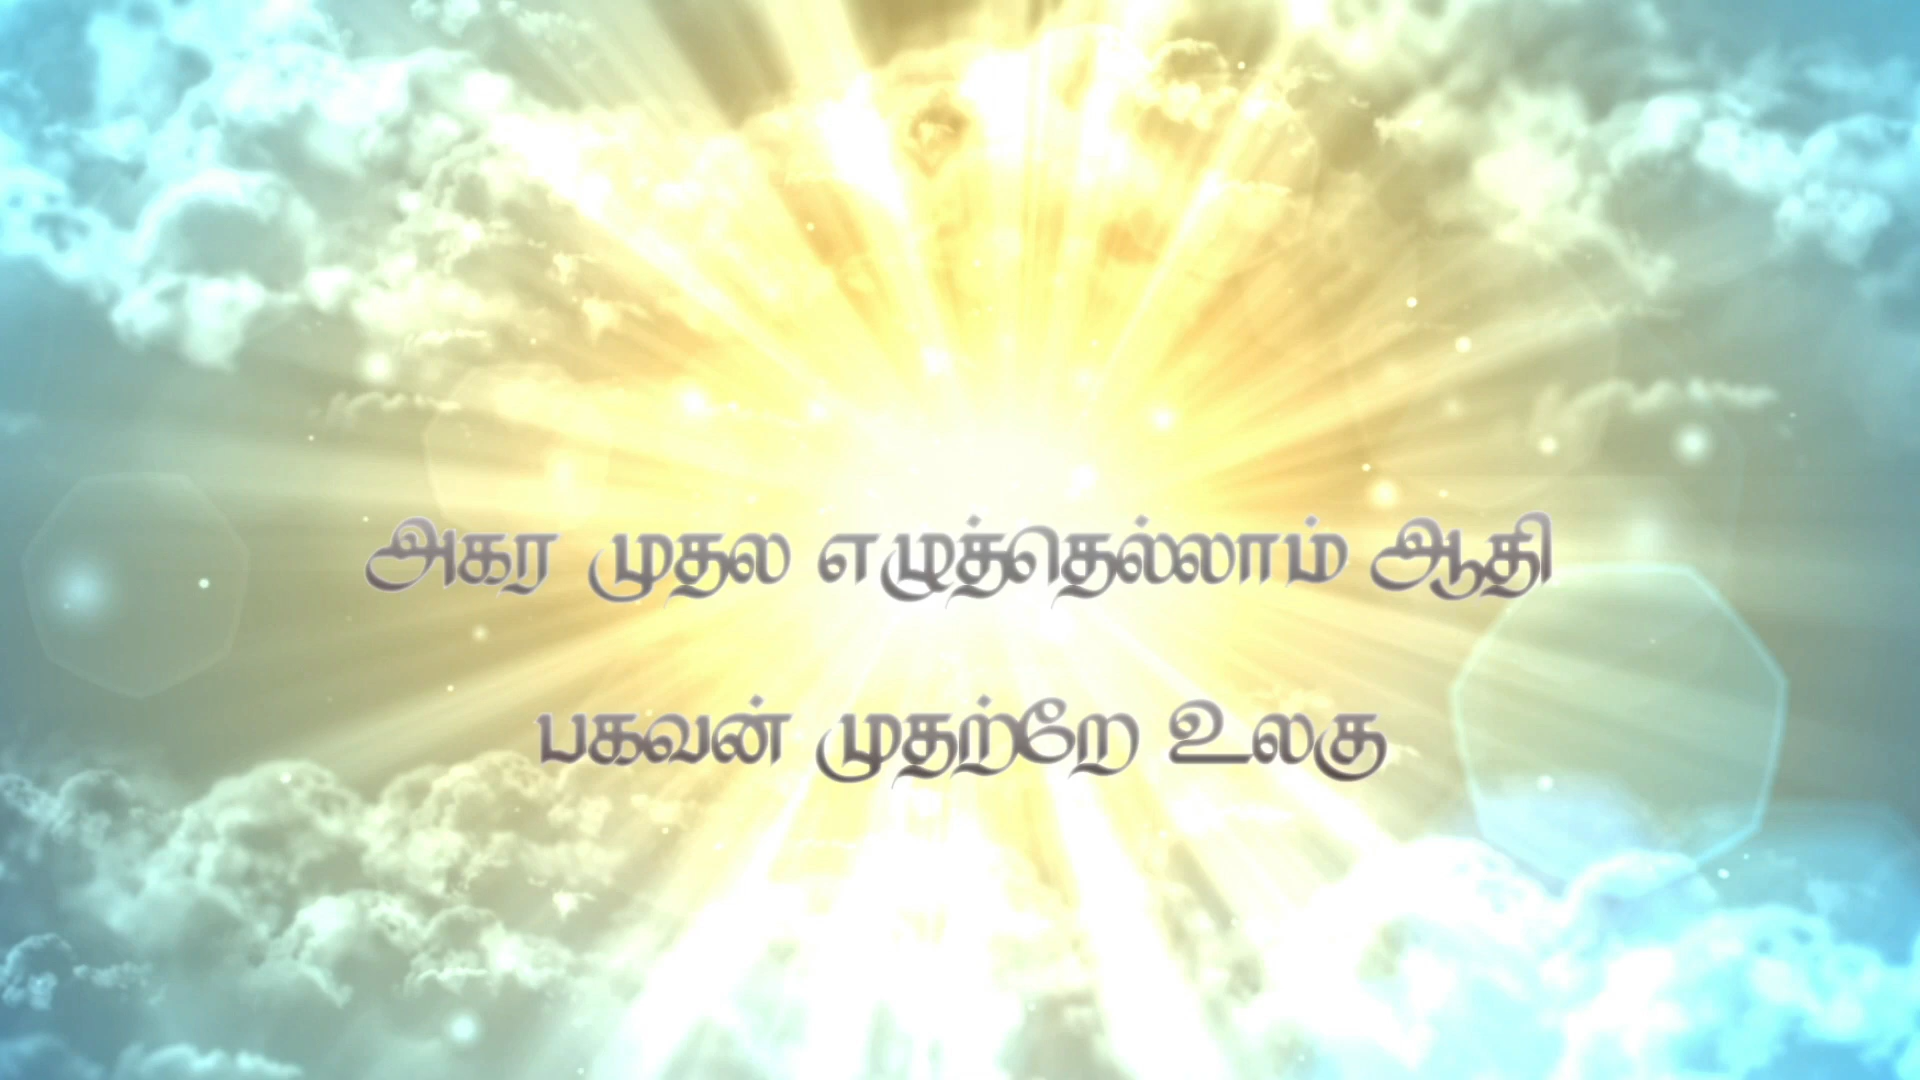 அகர முதல எழுத்தெல்லாம் ஆதி
பகவன் முதற்றே உலகு